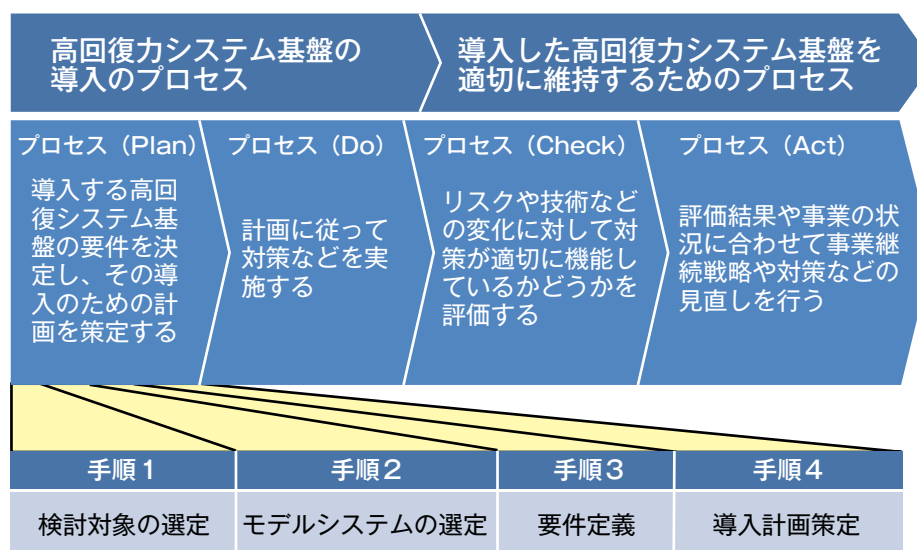 高回復力システム基盤の
導入のプロセス
導入した高回復力システム基盤を
適切に維持するためのプロセス
プロセス（Plan）
導入する高回
復システム基
盤の要件を決
定し、その導
入のための計
画を策定する
プロセス（Do）
計画に従って
対策などを実
施する
プロセス（Check）
リスクや技術など
の変化に対して対
策が適切に機能し
ているかどうかを
評価する
プロセス（Act）
評価結果や事業の状
況に合わせて事業継
続戦略や対策などの
見直しを行う
手順1
手順2
手順3
手順4
検討対象の選定
モデルシステムの選定
要件定義
導入計画策定